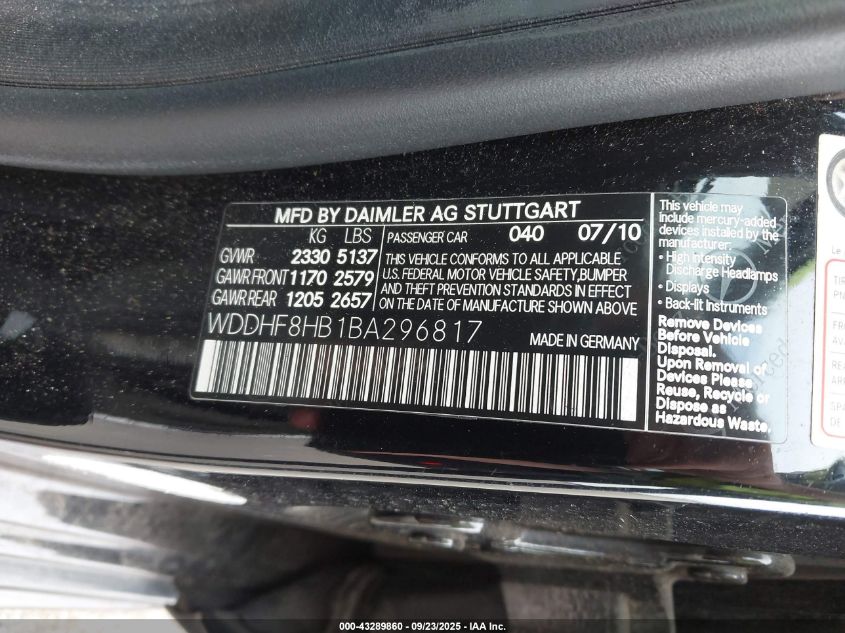 MFD BY DAIMLER AG STUTTGART
KG LBS
GVWR 2330 5137
GAWR FRONT 1170 2579
GAWR REAR 1205 2657
PASSENGER CAR 040 07/10
THIS VEHICLE CONFORMS TO ALL APPLICABLE
U.S. FEDERAL MOTOR VEHICLE SAFETY,BUMPER
AND THEFT PREVENTION STANDARDS IN EFFECT
ON THE DATE OF MANUFACTURE SHOWN ABOVE
WDDHF8HB1BA296817
MADE IN GERMANY
This vehicle may
include mercury-added
devices installed by the
manufacturer:
• High Intensity
Discharge Headlamps
• Displays
• Back-lit Instruments
Remove Devices
Before Vehicle
Disposal.
Upon Removal of
Devices Please
Reuse, Recycle or
Dispose as
Hazardous Waste.
000-43289860 - 09/23/2025 - IAA Inc.